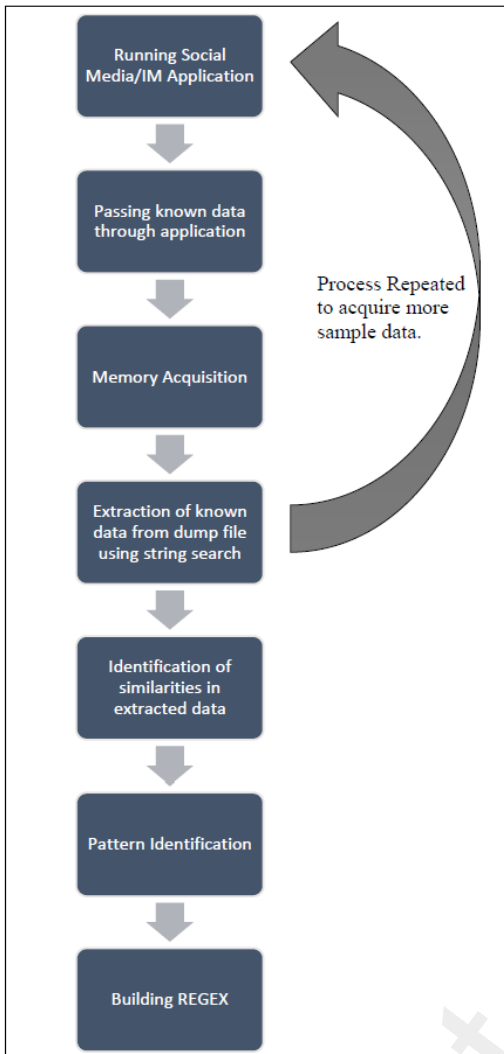 Running Social
Media/IM Application
Passing known data
through application
Process Repeated
to acquire more
sample data.
Memory Acquisition
Extraction of known
data from dump file
using string search
Identification of
similarities in
extracted data
Pattern Identification
Building REGEX